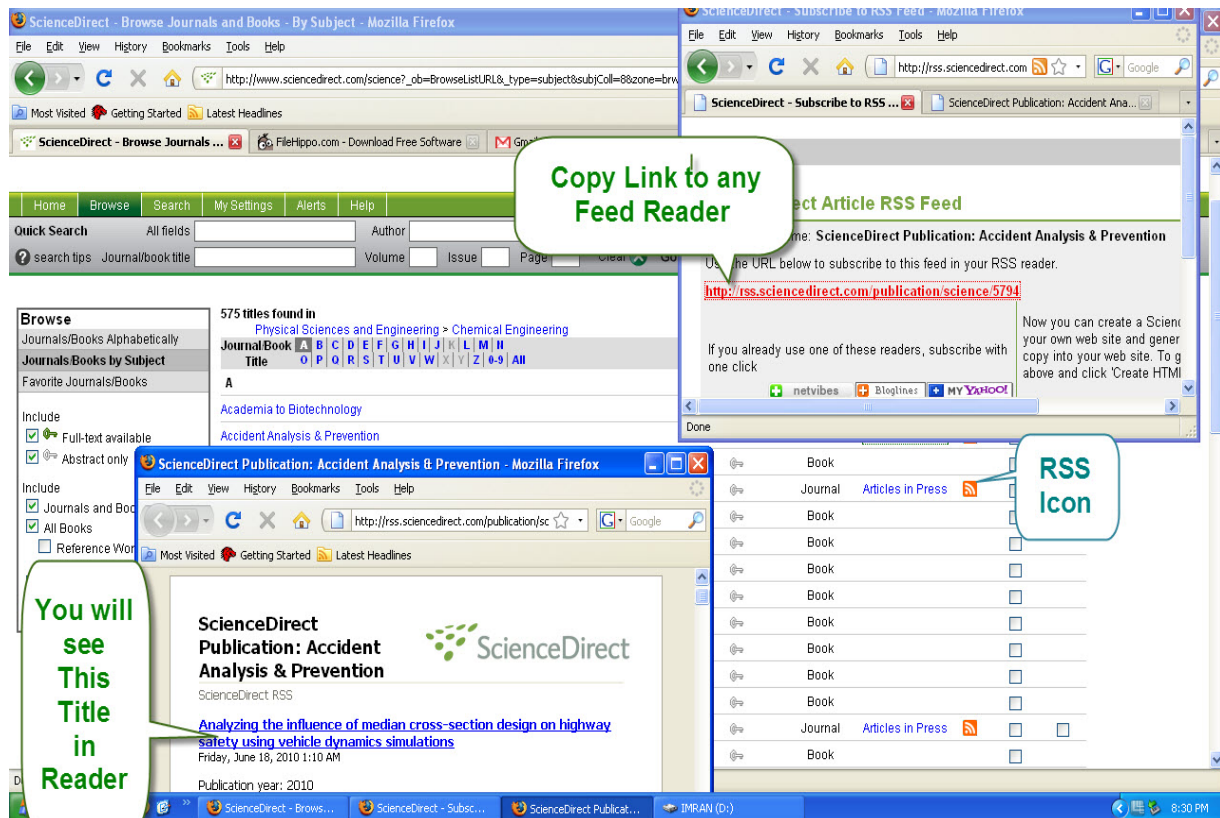 ScienceDirect - Browse Journals and Books - By Subject - Mozilla Firefox
File Edit View History Bookmarks Tools Help
http://www.sciencedirect.com/science?_ob=BrowseListURL&_type=subject&subjColl=8&zone=brw
Most Visited Getting Started Latest Headlines
ScienceDirect - Browse Journals ... FileHippo.com - Download Free Software
Home Browse Search My Settings Alerts Help
Quick Search All fields Author
search tips Journal/book title Volume Issue Page Clear
Browse
Journals/Books Alphabetically
Journals/Books by Subject
Favorite Journals/Books
Include
Full-text available
Abstract only
Include
All Books
575 titles found in
Physical Sciences and Engineering > Chemical Engineering
Journal/Book A B C D E F G H I J K L M N
Title O P Q R S T U V W X Y Z 0-9 All
A
Academia to Biotechnology
Accident Analysis & Prevention
ScienceDirect - Subscribe to RSS Feed - Mozilla Firefox
File Edit View History Bookmarks Tools Help
http://rss.sciencedirect.com Google
ScienceDirect - Subscribe to RSS ... ScienceDirect Publication: Accident Ana...
Copy Link to any
Feed Reader
Article RSS Feed
ScienceDirect Publication: Accident Analysis & Prevention
URL below to subscribe to this feed in your RSS reader.
http://rss.sciencedirect.com/publication/science/5794
If you already use one of these readers, subscribe with
one click
netvibes Bloglines MY YAHOO!
Now you can create a
your own web site and
copy into your web site. To
above and click 'Create
Done
Book
Journal Articles in Press
Book
Book
Book
Book
Book
Book
Book
Book
Journal Articles in Press
Book
RSS
Icon
ScienceDirect Publication: Accident Analysis & Prevention - Mozilla Firefox
File Edit View History Bookmarks Tools Help
http://rss.sciencedirect.com/publication/sc Google
Most Visited Getting Started Latest Headlines
ScienceDirect
Publication: Accident
Analysis & Prevention
ScienceDirect
ScienceDirect RSS
Analyzing the influence of median cross-section design on highway
safety using vehicle dynamics simulations
Friday, June 18, 2010 1:10 AM
Publication year: 2010
You will
see
This
Title
in
Reader
ScienceDirect - Brows... ScienceDirect - Subsc... ScienceDirect Publicat... IMRAN (D:) 8:30 PM